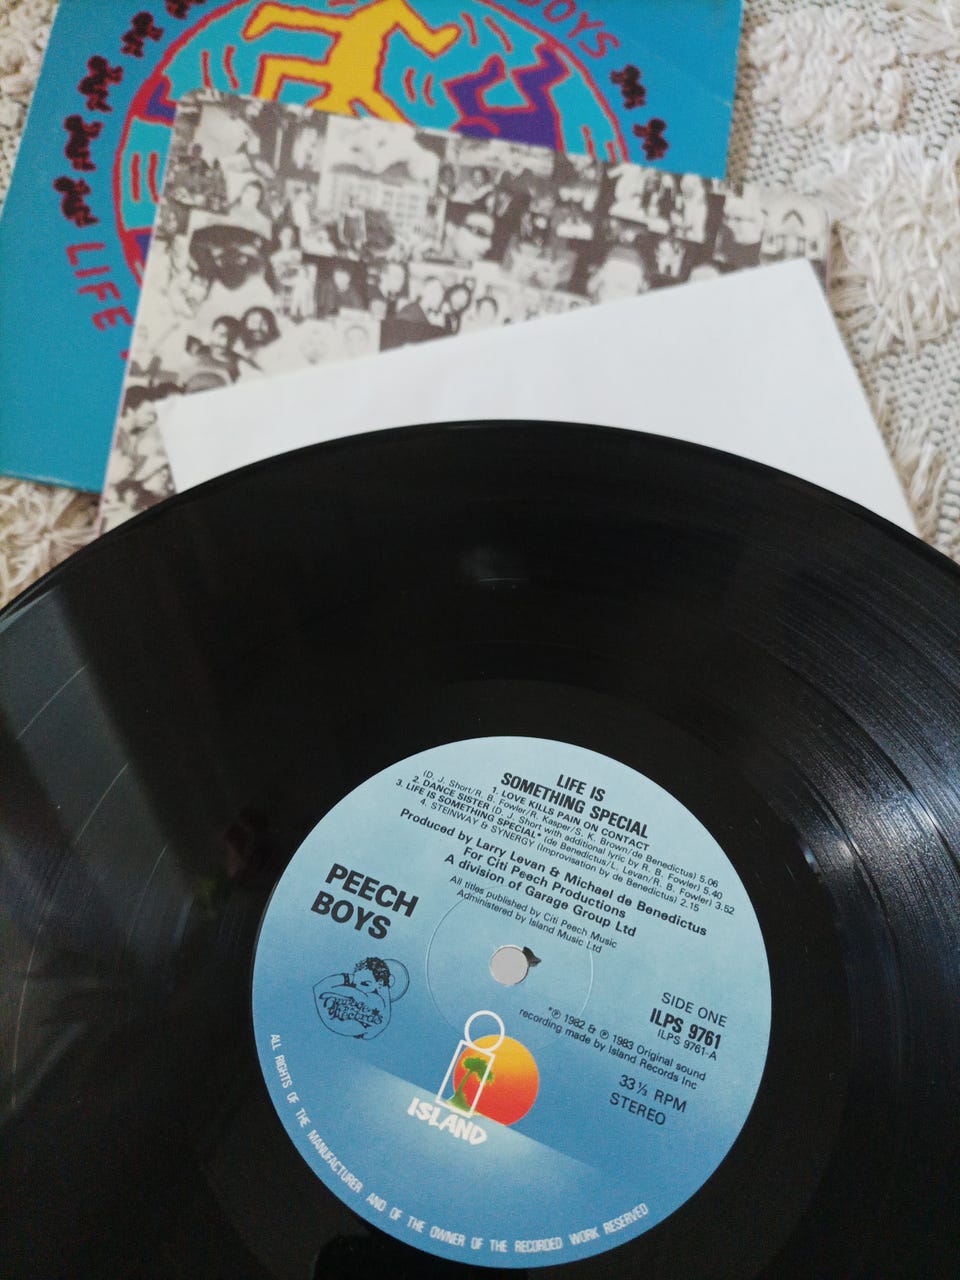 BOYS
LIFE
LIFE IS
SOMETHING SPECIAL
1. LOVE KILLS PAIN ON CONTACT
(D. J. Short/R. B. Fowler/R. Kasper/S. K. Brown/de Benedictus) 5.06
2. DANCE SISTER (D. J. Short with additional lyric by R. B. Fowler) 5.40
3. LIFE IS SOMETHING SPECIAL* (de Benedictus/L. Levan/R. B. Fowler) 3.52
4. STEINWAY & SYNERGY (Improvisation by de Benedictus) 2.15
Produced by Larry Levan & Michael de Benedictus
For Citi Peech Productions
A division of Garage Group Ltd
All titles published by Citi Peech Music
Administered by Island Music Ltd
PEECH
BOYS
Garage
Records
SIDE ONE
ILPS 9761
ILPS 9761-A
*℗ 1982 & ℗ 1983 Original sound
recording made by Island Records Inc
33⅓ RPM
STEREO
ISLAND
ALL RIGHTS OF THE MANUFACTURER AND OF THE OWNER OF THE RECORDED WORK RESERVED